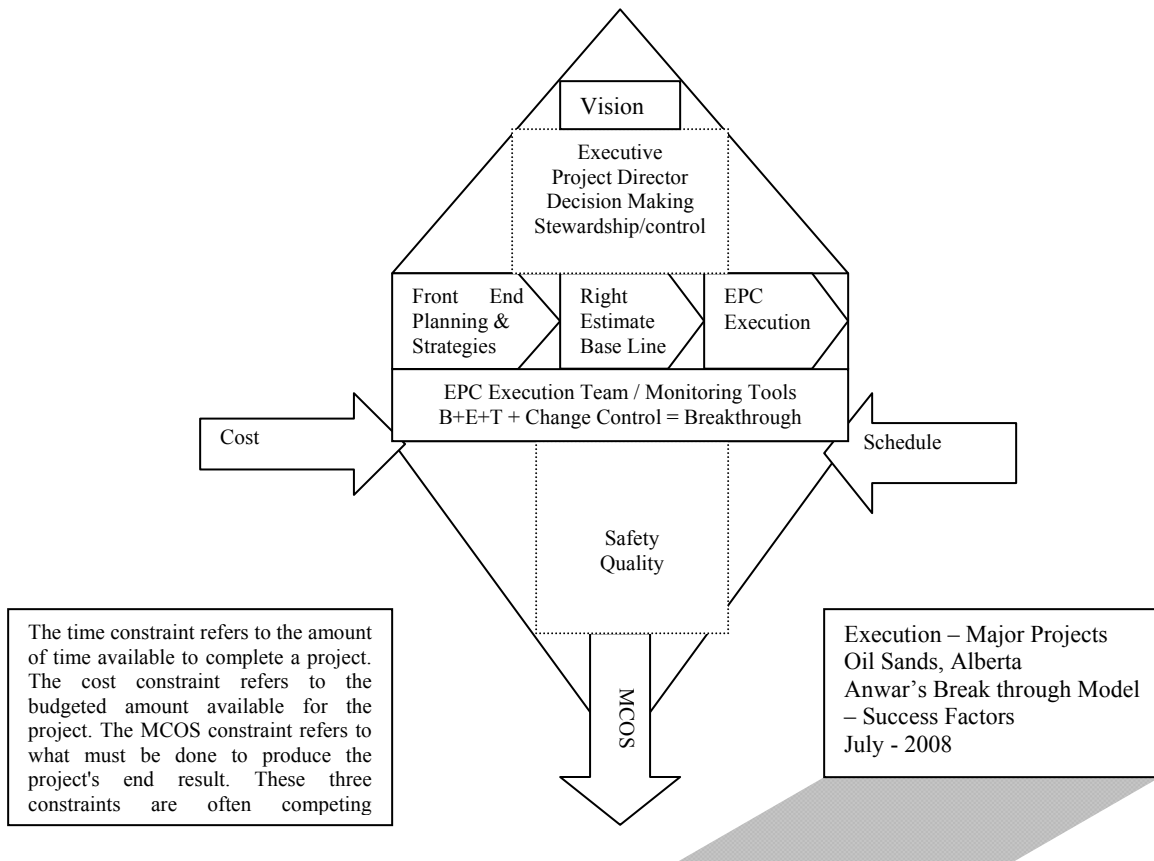 Vision
Executive
Project Director
Decision Making
Stewardship/control
Front End
Planning &
Strategies
Right
Estimate
Base Line
EPC
Execution
EPC Execution Team / Monitoring Tools
B+E+T + Change Control = Breakthrough
Cost
Schedule
Safety
Quality
MCOS
The time constraint refers to the amount
of time available to complete a project.
The cost constraint refers to the
budgeted amount available for the
project. The MCOS constraint refers to
what must be done to produce the
project's end result. These three
constraints are often competing
Execution – Major Projects
Oil Sands, Alberta
Anwar's Break through Model
– Success Factors
July - 2008